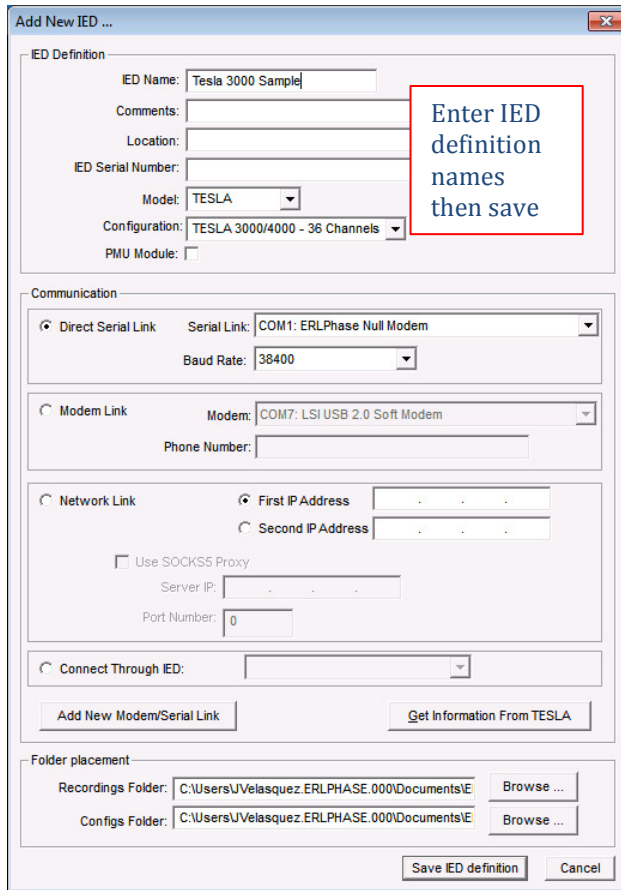 Add New IED ...
IED Definition
IED Name: Tesla 3000 Sample
Comments:
Location:
IED Serial Number:
Model: TESLA
Configuration: TESLA 3000/4000 - 36 Channels
PMU Module:
Enter IED
definition
names
then save
Communication
Direct Serial Link Serial Link: COM1: ERLPhase Null Modem
Baud Rate: 38400
Modem Link Modem: COM7: LSI USB 2.0 Soft Modem
Phone Number:
Network Link First IP Address . . .
Second IP Address . . .
Use SOCKS5 Proxy
Server IP: . . .
Port Number: 0
Connect Through IED:
Add New Modem/Serial Link Get Information From TESLA
Folder placement
Recordings Folder: C:\Users\JVelasquez.ERLPHASE.000\Documents\El Browse ...
Configs Folder: C:\Users\JVelasquez.ERLPHASE.000\Documents\El Browse ...
Save IED definition Cancel